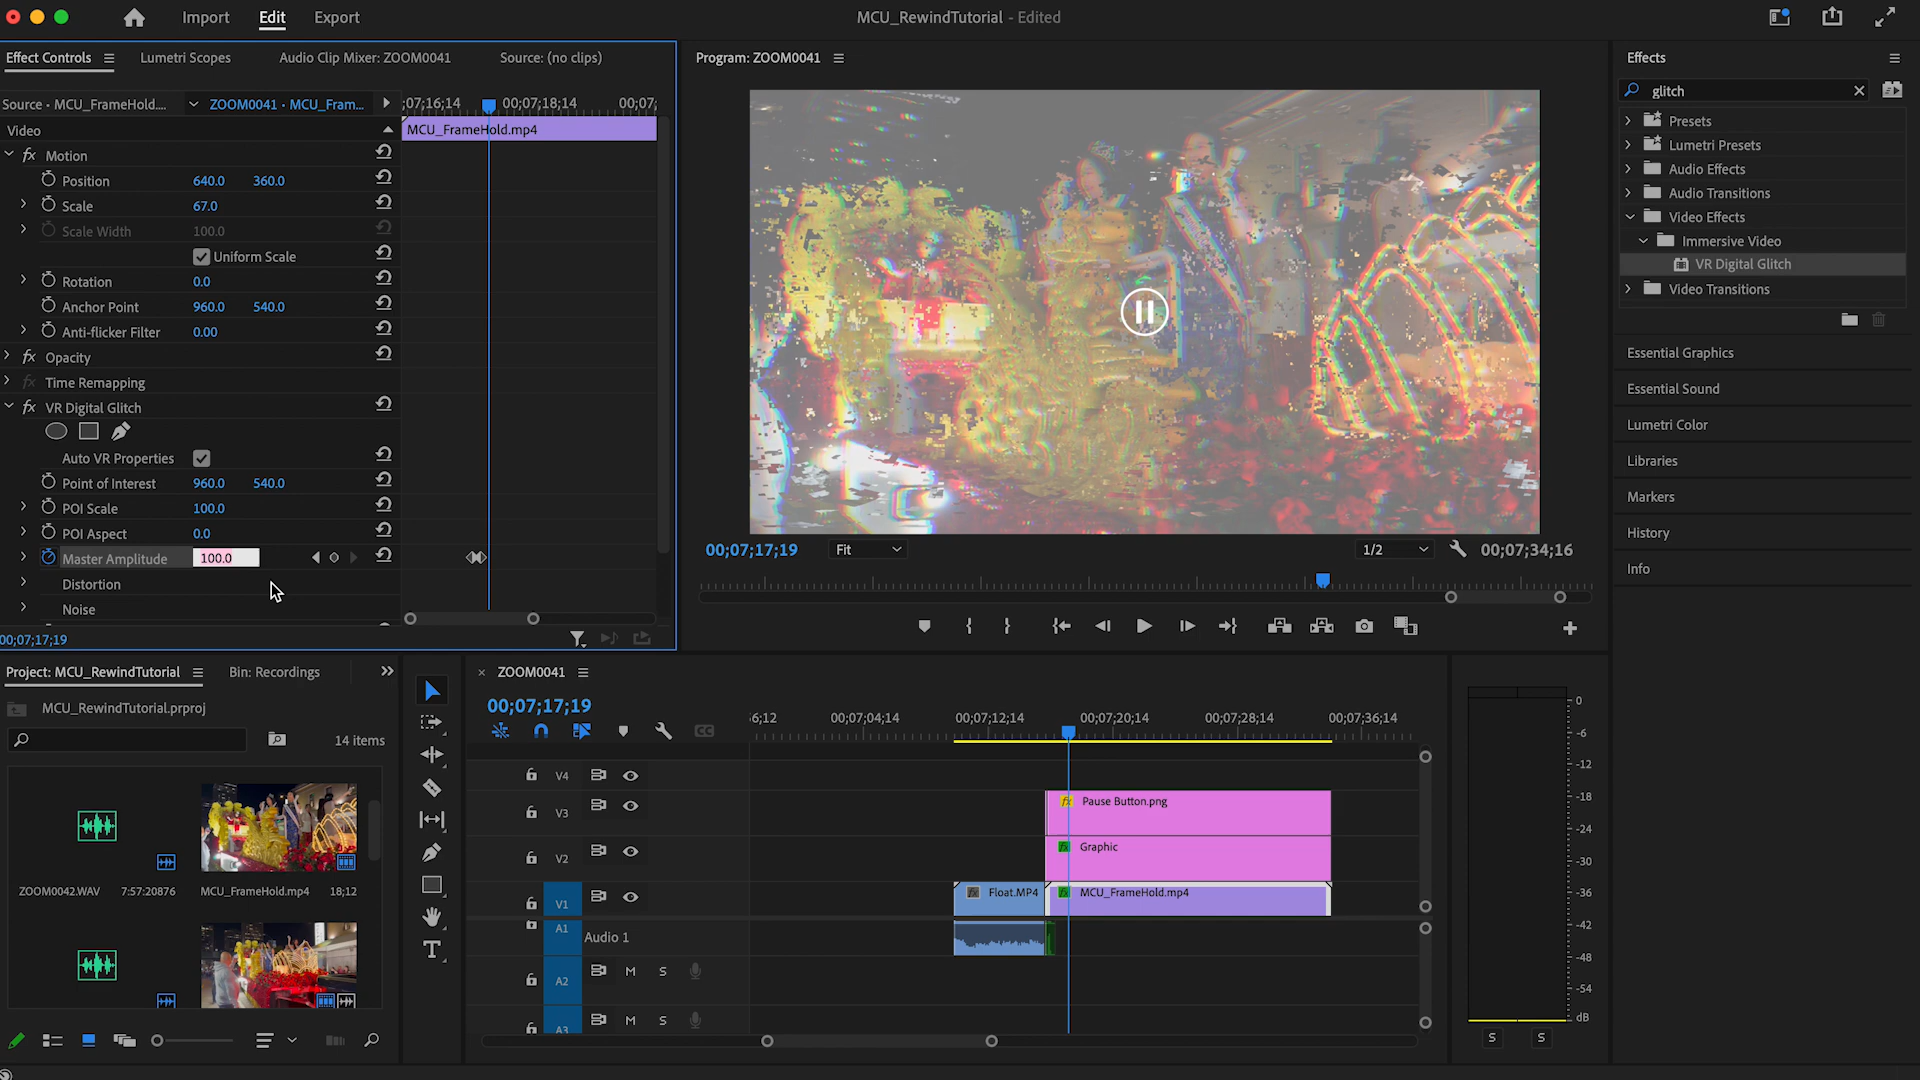 Import Edit Export MCU_RewindTutorial - Edited
Effect Controls Lumetri Scopes Audio Clip Mixer: ZOOM0041 Source: (no clips)
Source • MCU_FrameHold.... ZOOM0041 • MCU_Fram...
;07;16;14 00;07;18;14 00;07;
Video
MCU_FrameHold.mp4
fx Motion
Position 640.0 360.0
Scale 67.0
Scale Width 100.0
Uniform Scale
Rotation 0.0
Anchor Point 960.0 540.0
Anti-flicker Filter 0.00
fx Opacity
fx Time Remapping
fx VR Digital Glitch
Auto VR Properties
Point of Interest 960.0 540.0
POI Scale 100.0
POI Aspect 0.0
Master Amplitude 100.0
Distortion
Noise
00;07;17;19
Program: ZOOM0041
00;07;17;19 Fit 1/2 00;07;34;16
Effects
glitch
Presets
Lumetri Presets
Audio Effects
Audio Transitions
Video Effects
Immersive Video
VR Digital Glitch
Video Transitions
Essential Graphics
Essential Sound
Lumetri Color
Libraries
Markers
History
Info
Project: MCU_RewindTutorial Bin: Recordings
MCU_RewindTutorial.prproj
14 items
ZOOM0042.WAV 7:57:20876
MCU_FrameHold.mp4 18;12
ZOOM0041
00;07;17;19
6;12 00;07;04;14 00;07;12;14 00;07;20;14 00;07;28;14 00;07;36;14
CC
V4
V3 fx Pause Button.png
V2 fx Graphic
V1 fx Float.MP4 fx MCU_FrameHold.mp4
A1 Audio 1
A2 M S
A3 M S
0
-6
-12
-18
-24
-30
-36
-42
-48
-54
dB
S S